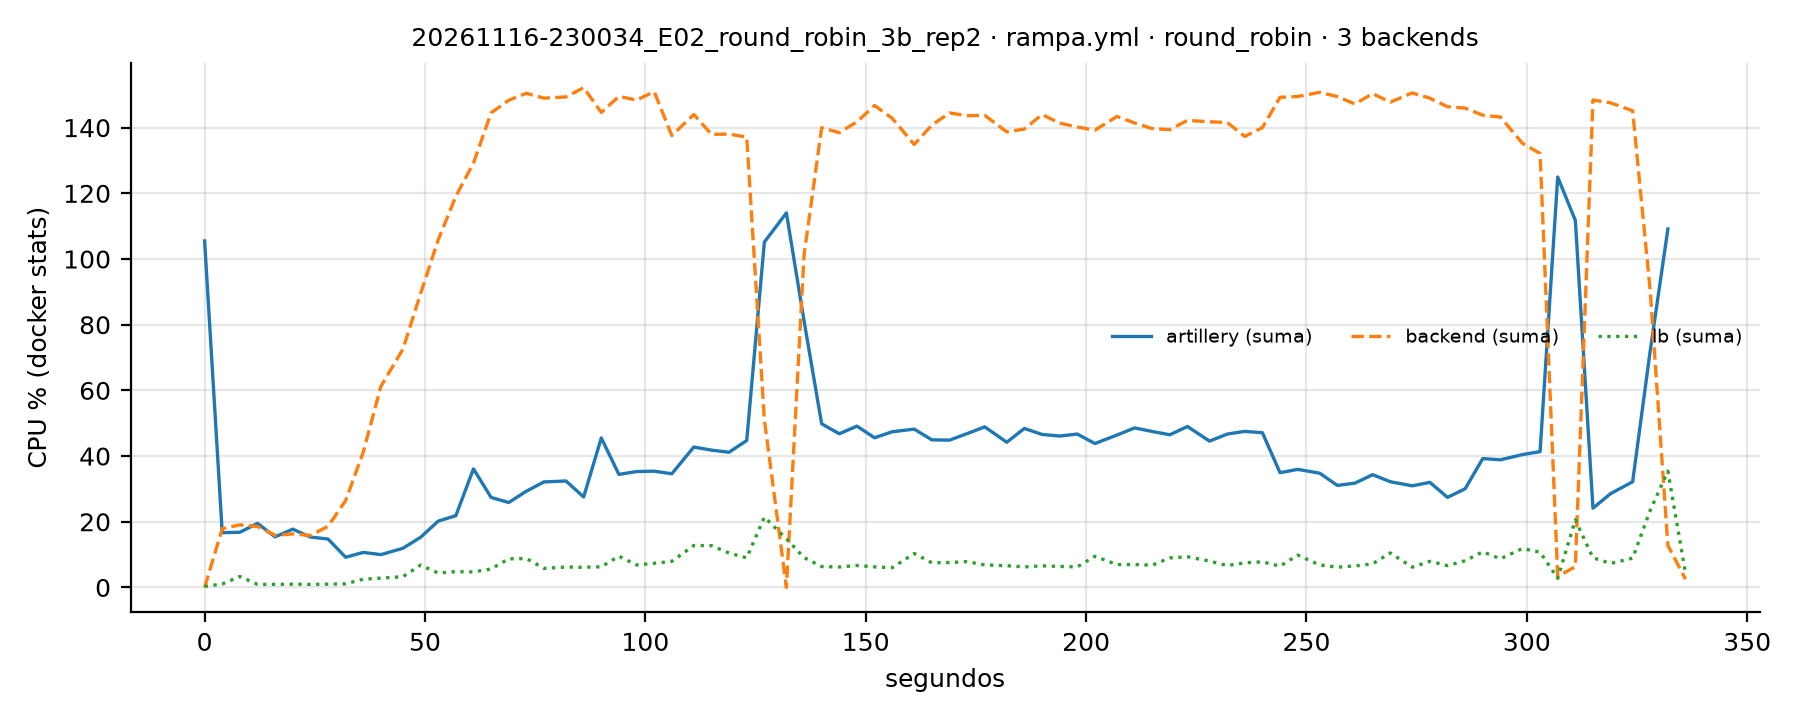 20261116-230034_E02_round_robin_3b_rep2 · rampa.yml · round_robin · 3 backends
CPU % (docker stats)
140
120
100
80
60
40
20
0
artillery (suma)
backend (suma)
lb (suma)
0
50
100
150
200
250
300
350
segundos